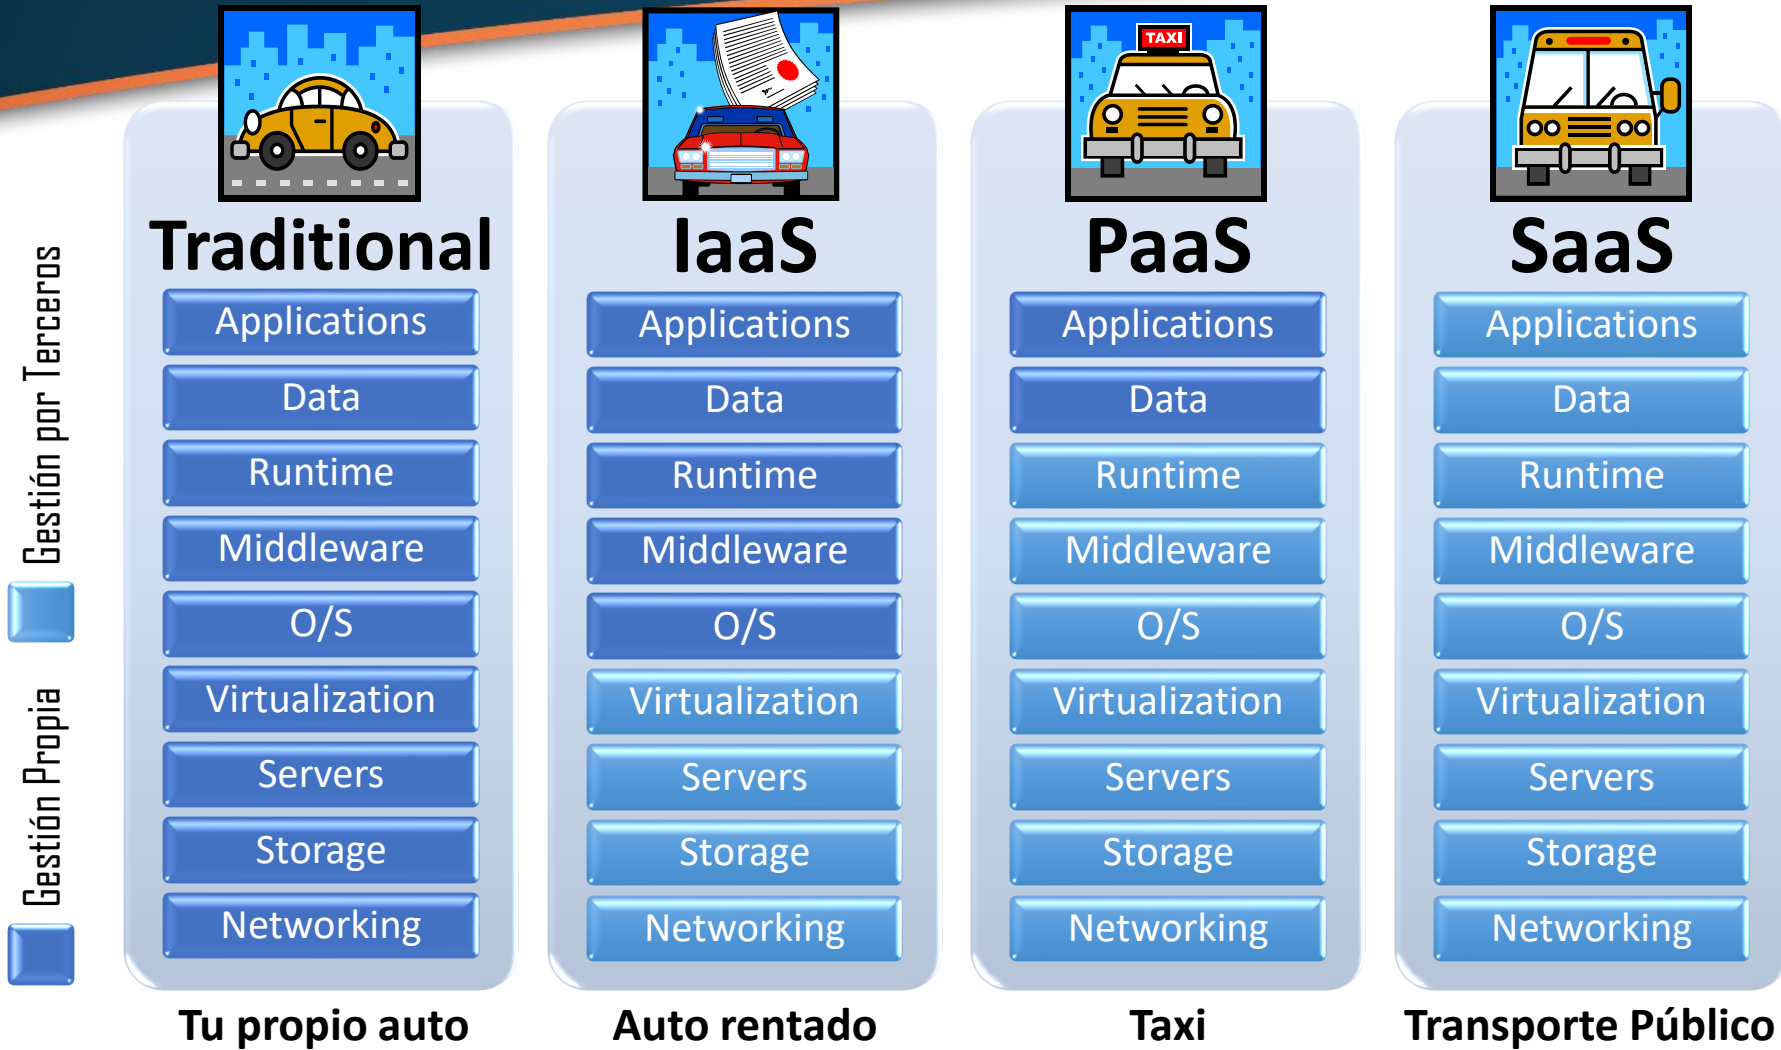 TAXI
Traditional
Applications
Data
Runtime
Middleware
O/S
Virtualization
Servers
Storage
Networking
Tu propio auto
IaaS
Applications
Data
Runtime
Middleware
O/S
Virtualization
Servers
Storage
Networking
Auto rentado
PaaS
Applications
Data
Runtime
Middleware
O/S
Virtualization
Servers
Storage
Networking
Taxi
SaaS
Applications
Data
Runtime
Middleware
O/S
Virtualization
Servers
Storage
Networking
Transporte Público
Gestión por Terceros
Gestión Propia